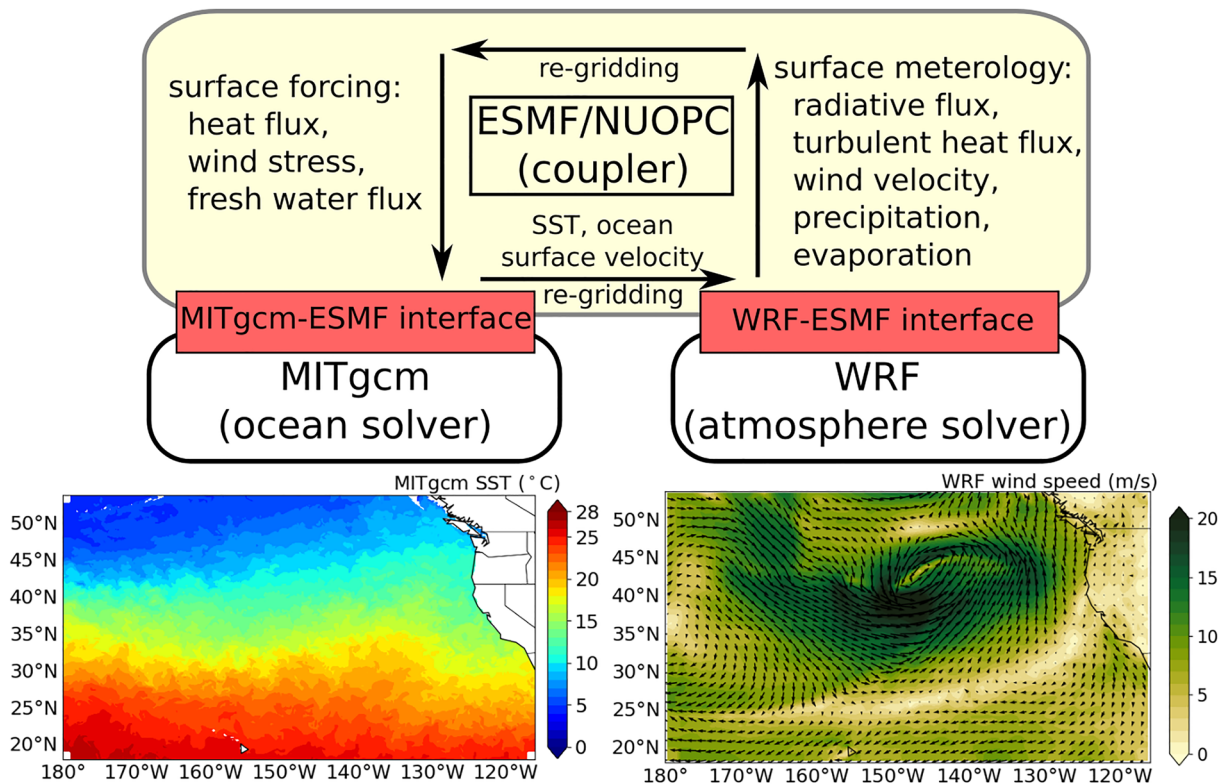 re-gridding
surface forcing:
heat flux,
wind stress,
fresh water flux
ESMF/NUOPC
(coupler)
surface meterology:
radiative flux,
turbulent heat flux,
wind velocity,
precipitation,
evaporation
SST, ocean
surface velocity
re-gridding
MITgcm-ESMF interface
WRF-ESMF interface
MITgcm
(ocean solver)
WRF
(atmosphere solver)
MITgcm SST (°C)
50°N
45°N
40°N
35°N
30°N
25°N
20°N
180° 170°W 160°W 150°W 140°W 130°W 120°W
28
25
20
15
10
5
0
WRF wind speed (m/s)
50°N
45°N
40°N
35°N
30°N
25°N
20°N
180° 170°W 160°W 150°W 140°W 130°W 120°W
20
15
10
5
0